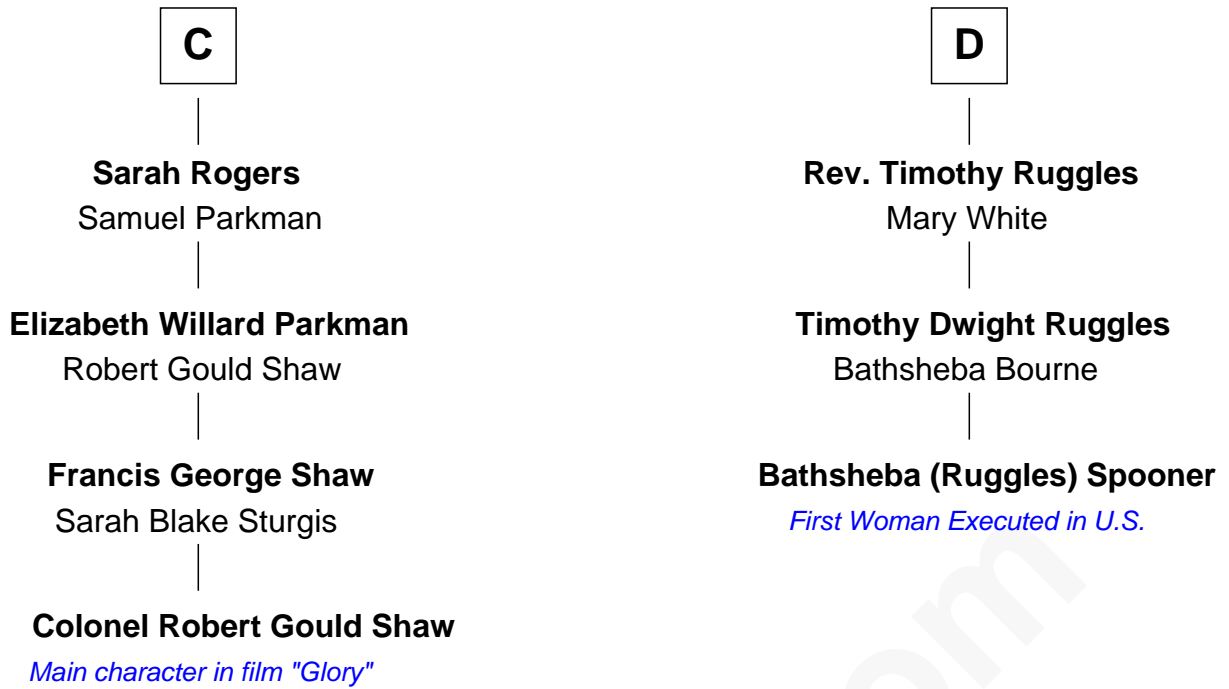 C
Sarah Rogers
Samuel Parkman
Elizabeth Willard Parkman
Robert Gould Shaw
Francis George Shaw
Sarah Blake Sturgis
Colonel Robert Gould Shaw
Main character in film "Glory"
D
Rev. Timothy Ruggles
Mary White
Timothy Dwight Ruggles
Bathsheba Bourne
Bathsheba (Ruggles) Spooner
First Woman Executed in U.S.
om